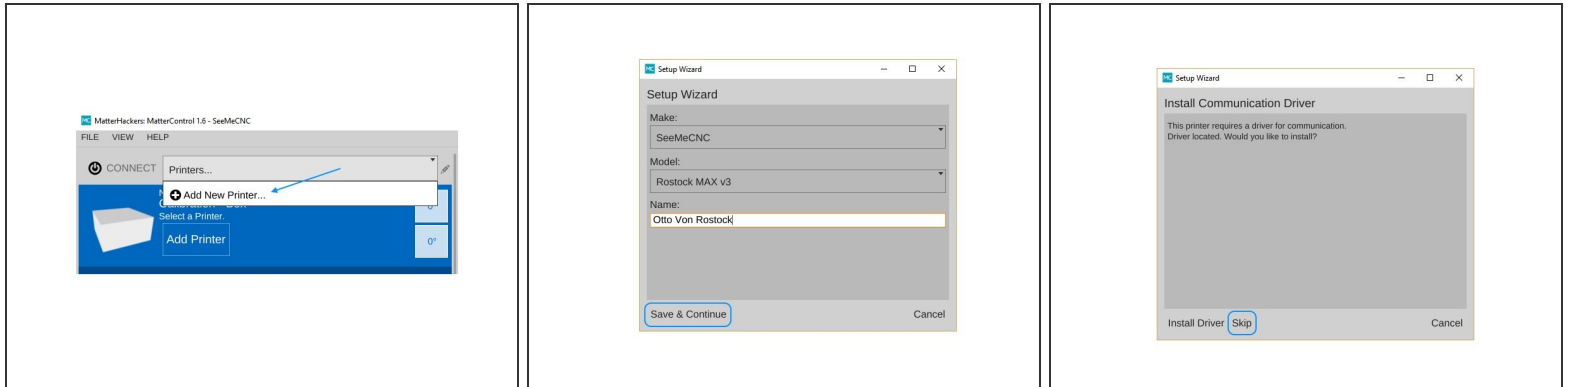 MC MatterHackers: MatterControl 1.6 - SeeMeCNC
FILE VIEW HELP
CONNECT Printers...
Add New Printer...
Select a Printer.
Add Printer
0°
MC Setup Wizard
Setup Wizard
Make:
SeeMeCNC
Model:
Rostock MAX v3
Name:
Otto Von Rostock
Save & Continue Cancel
MC Setup Wizard
Install Communication Driver
This printer requires a driver for communication.
Driver located. Would you like to install?
Install Driver Skip Cancel